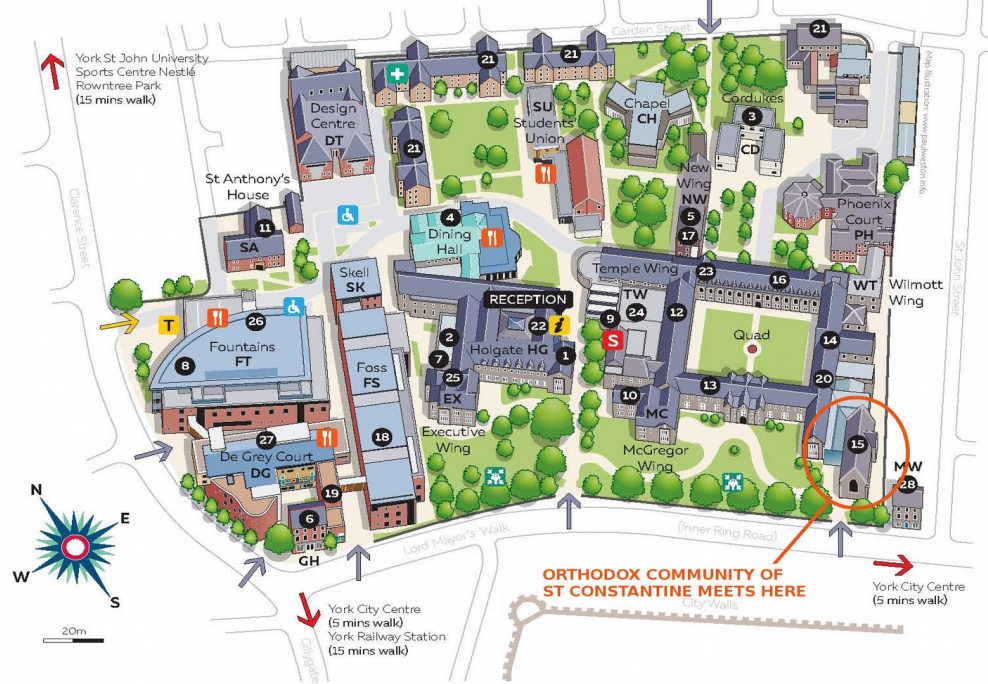 Garden Street
York St John University
Sports Centre Nestlé
Rowntree Park
(15 mins walk)
21
21
21
Design
Centre
DT
SU
Students'
Union
Chapel
CH
Cordukes
3
CD
Map illustration: www.paulweston.info
21
St Anthony's
House
11
SA
New
Wing
NW
5
17
Phoenix
Court
PH
Clarence Street
4
Dining
Hall
St John Street
Skell
SK
Temple Wing
23
16
WT
Wilmott
Wing
RECEPTION
TW
24
9
S
12
T
26
Fountains
FT
8
2
22
i
Holgate HG
7
1
25
EX
Quad
14
20
Foss
FS
13
10
MC
18
Executive
Wing
McGregor
Wing
15
27
De Grey Court
DG
19
6
GH
MW
28
N
E
W
S
20m
Lord Mayor's Walk
(Inner Ring Road)
ORTHODOX COMMUNITY OF
ST CONSTANTINE MEETS HERE
City Walls
York City Centre
(5 mins walk)
York City Centre
(5 mins walk)
York Railway Station
(15 mins walk)
Gillygate